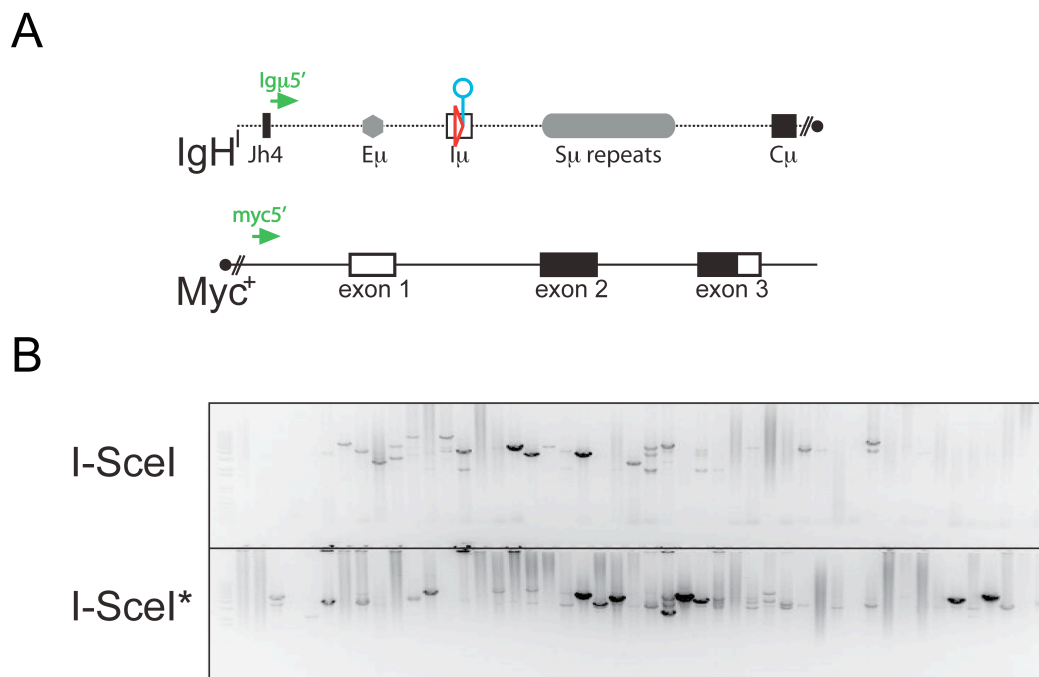 A
Igμ5'
IgH I
Jh4 Eμ Iμ Sμ repeats Cμ
myc5'
Myc+
exon 1 exon 2 exon 3
B
I-SceI
I-SceI*